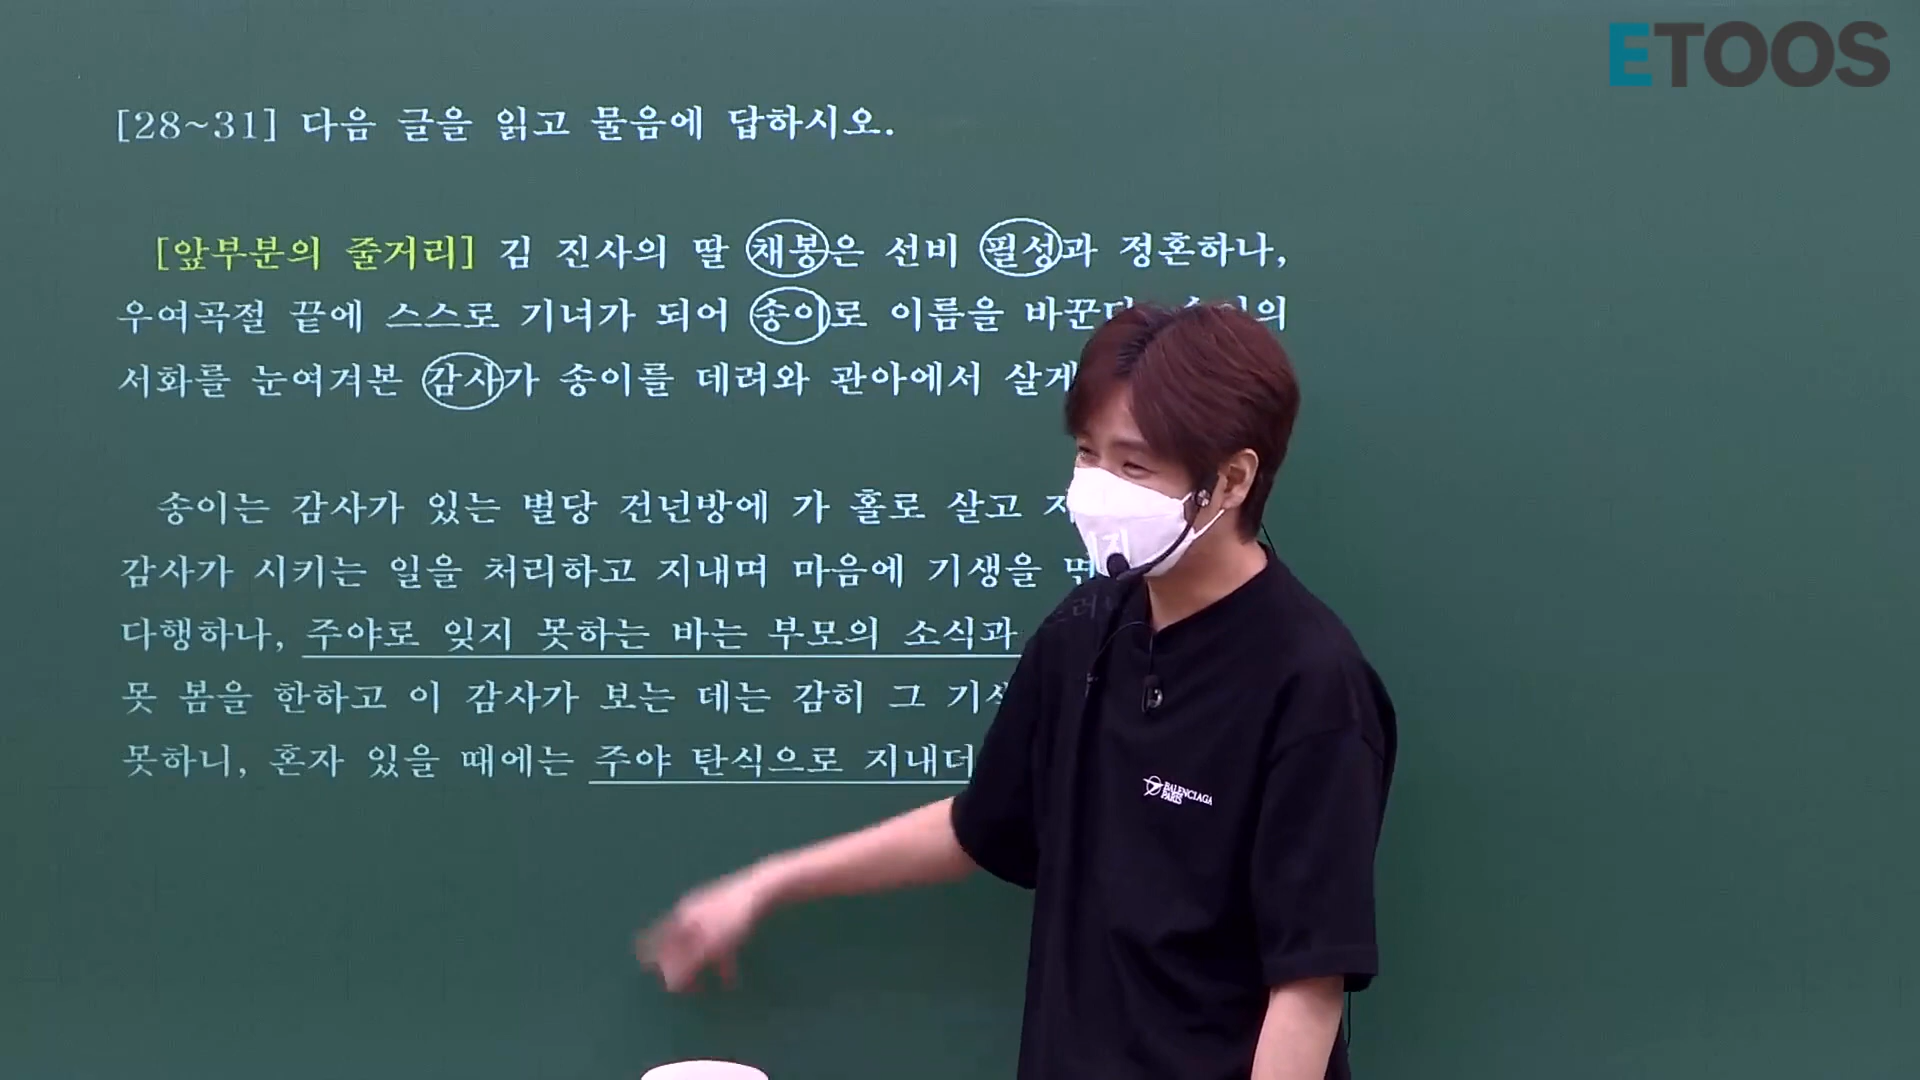 ETOOS
[28~31] 다음 글을 읽고 물음에 답하시오.
[앞부분의 줄거리] 김 진사의 딸 채봉은 선비 필성과 정혼하나,
우여곡절 끝에 스스로 기녀가 되어 송이로 이름을 바꾼다
서화를 눈여겨본 감사가 송이를 데려와 관아에서 살게
송이는 감사가 있는 별당 건넌방에 가 홀로 살고
감사가 시키는 일을 처리하고 지내며 마음에 기생을
다행하나, 주야로 잊지 못하는 바는 부모의 소식과
못 봄을 한하고 이 감사가 보는 데는 감히 그
못하니, 혼자 있을 때에는 주야 탄식으로 지내더
BALENCIAGA
PARIS